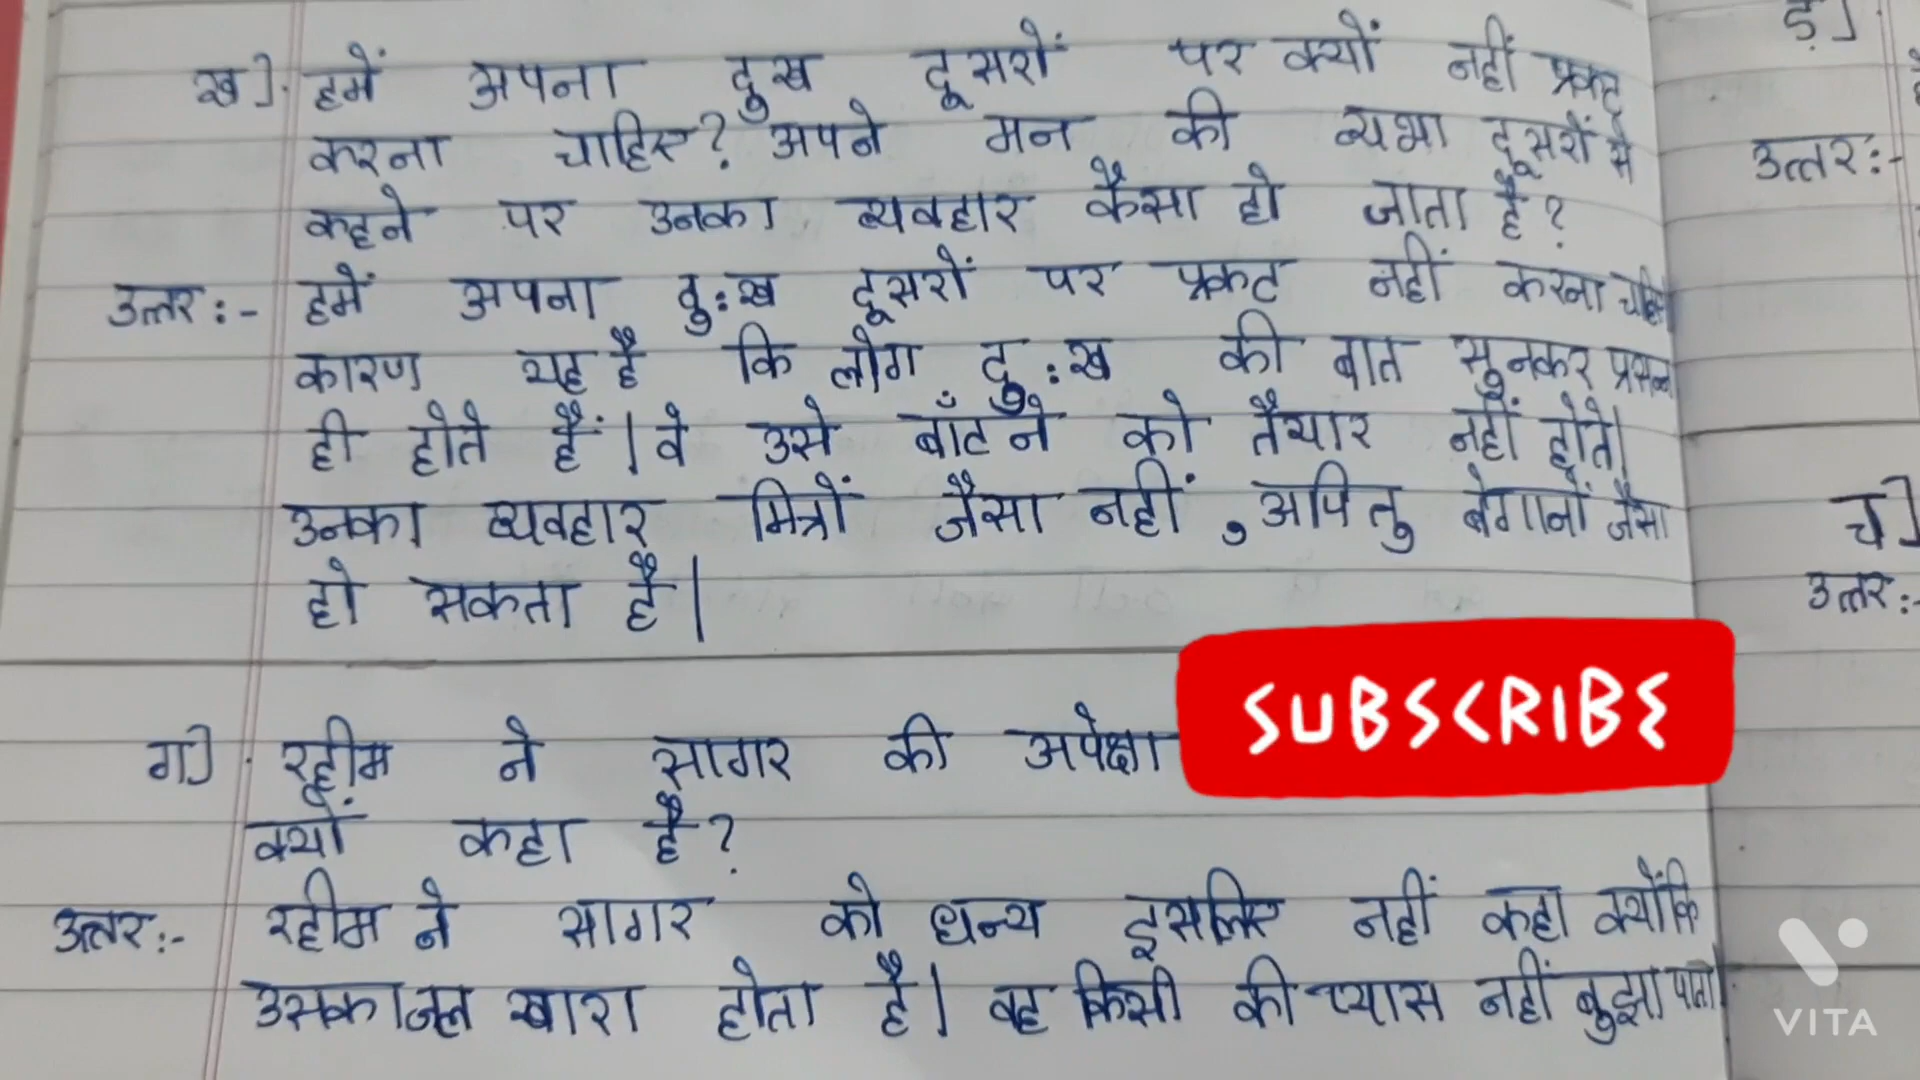 ख]. हमें अपना दुख दूसरों पर क्यों नहीं प्रकट
करना चाहिए? अपने मन की व्यथा दूसरों से
कहने पर उनका व्यवहार कैसा हो जाता है?
उत्तर:- हमें अपना दु:ख दूसरों पर प्रकट नहीं करना
कारण यह है कि लोग दु:ख की बात सुनकर प्रसन्न
ही होते हैं। वे उसे बाँटने को तैयार नहीं होते।
उनका व्यवहार मित्रों जैसा नहीं, अपितु बेगानों जैसा
हो सकता है।
ग] रहीम ने सागर की अपेक्षा
क्यों कहा है?
उत्तर:- रहीम ने सागर को धन्य इसलिए नहीं कहा क्योंकि
उसका जल खारा होता है। वह किसी की प्यास नहीं बुझा पाता।
ड़]
उत्तर:-
च]
उत्तर:-
SUBSCRIBE
VITA